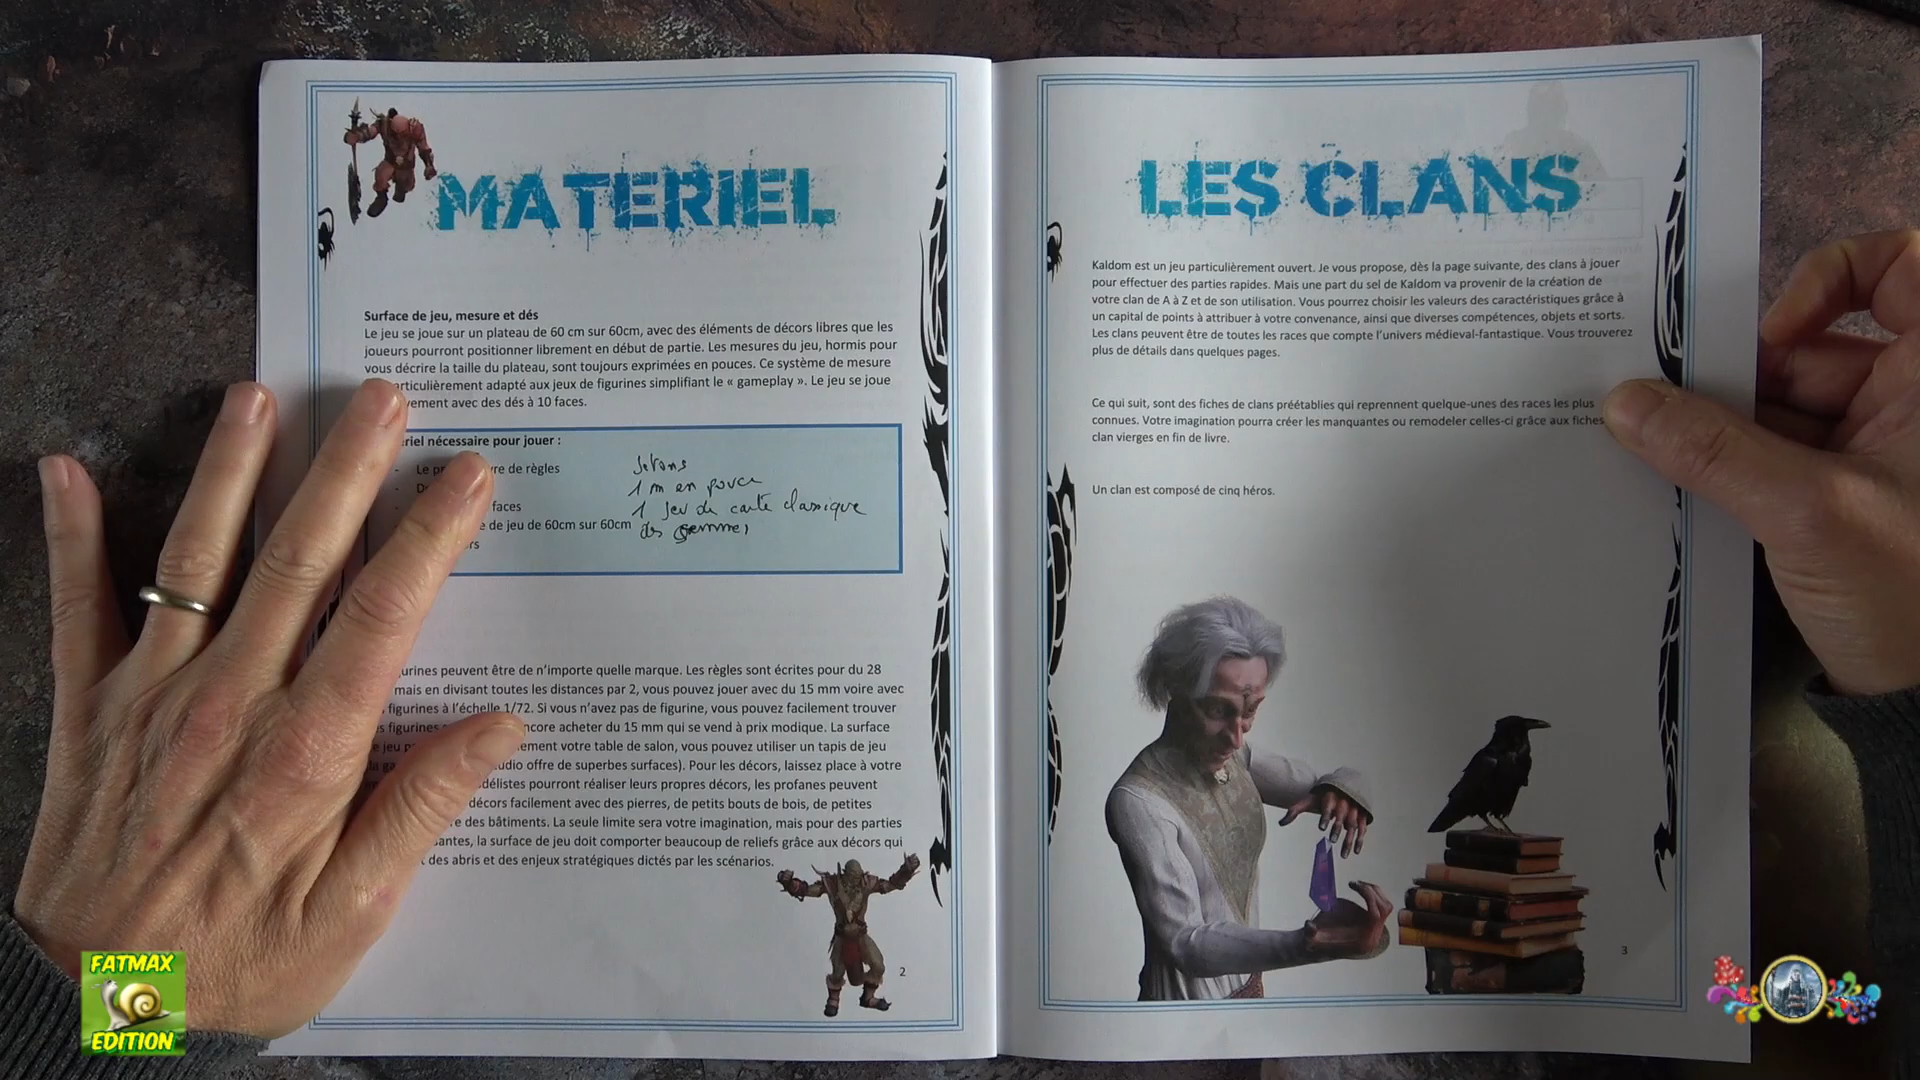 MATERIEL
Surface de jeu, mesure et dés
Le jeu se joue sur un plateau de 60 cm sur 60cm, avec des éléments de décors libres que les
joueurs pourront positionner librement en début de partie. Les mesures du jeu, hormis pour
vous décrire la taille du plateau, sont toujours exprimées en pouces. Ce système de mesure
articulièrement adapté aux jeux de figurines simplifiant le « gameplay ». Le jeu se joue
vement avec des dés à 10 faces.
riel nécessaire pour jouer :
- Le pr vre de règles
- D
faces
e de jeu de 60cm sur 60cm
rs
Jetons
1 m en pouce
1 jeu de carte classique
des gemmes
urines peuvent être de n'importe quelle marque. Les règles sont écrites pour du 28
mais en divisant toutes les distances par 2, vous pouvez jouer avec du 15 mm voire avec
figurines à l'échelle 1/72. Si vous n'avez pas de figurine, vous pouvez facilement trouver
s figurines ncore acheter du 15 mm qui se vend à prix modique. La surface
e jeu p ement votre table de salon, vous pouvez utiliser un tapis de jeu
udio offre de superbes surfaces). Pour les décors, laissez place à votre
délistes pourront réaliser leurs propres décors, les profanes peuvent
décors facilement avec des pierres, de petits bouts de bois, de petites
re des bâtiments. La seule limite sera votre imagination, mais pour des parties
santes, la surface de jeu doit comporter beaucoup de reliefs grâce aux décors qui
t des abris et des enjeux stratégiques dictés par les scénarios.
2
LES CLANS
Kaldom est un jeu particulièrement ouvert. Je vous propose, dès la page suivante, des clans à jouer
pour effectuer des parties rapides. Mais une part du sel de Kaldom va provenir de la création de
votre clan de A à Z et de son utilisation. Vous pourrez choisir les valeurs des caractéristiques grâce à
un capital de points à attribuer à votre convenance, ainsi que diverses compétences, objets et sorts.
Les clans peuvent être de toutes les races que compte l'univers médieval-fantastique. Vous trouverez
plus de détails dans quelques pages.
Ce qui suit, sont des fiches de clans préétablies qui reprennent quelque-unes des races les plus
connues. Votre imagination pourra créer les manquantes ou remodeler celles-ci grâce aux fiches
clan vierges en fin de livre.
Un clan est composé de cinq héros.
3
FATMAX
EDITION